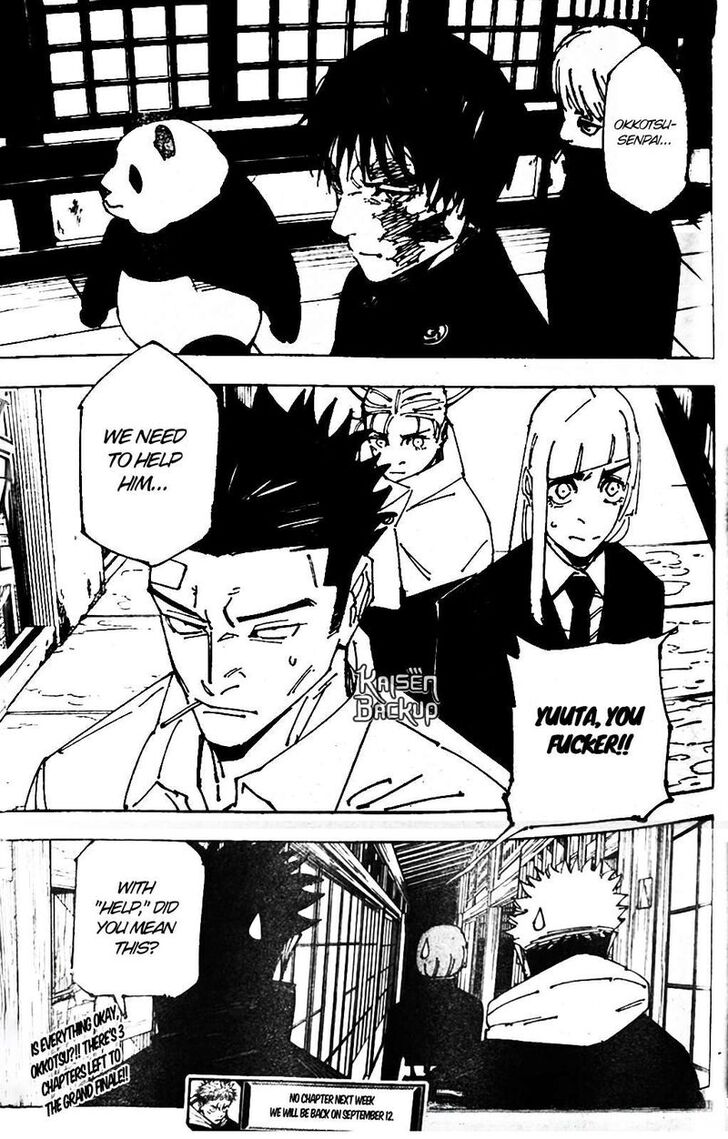 OKKOTSU-
SENPAI...
WE NEED
TO HELP
HIM...
KAISEN
BACKUP
YUUTA, YOU
FUCKER!!
WITH
"HELP," DID
YOU MEAN
THIS?
IS EVERYTHING OKAY,
OKKOTSU?!! THERE'S 3
CHAPTERS LEFT TO
THE GRAND FINALE!!
NO CHAPTER NEXT WEEK
WE WILL BE BACK ON SEPTEMBER 12.